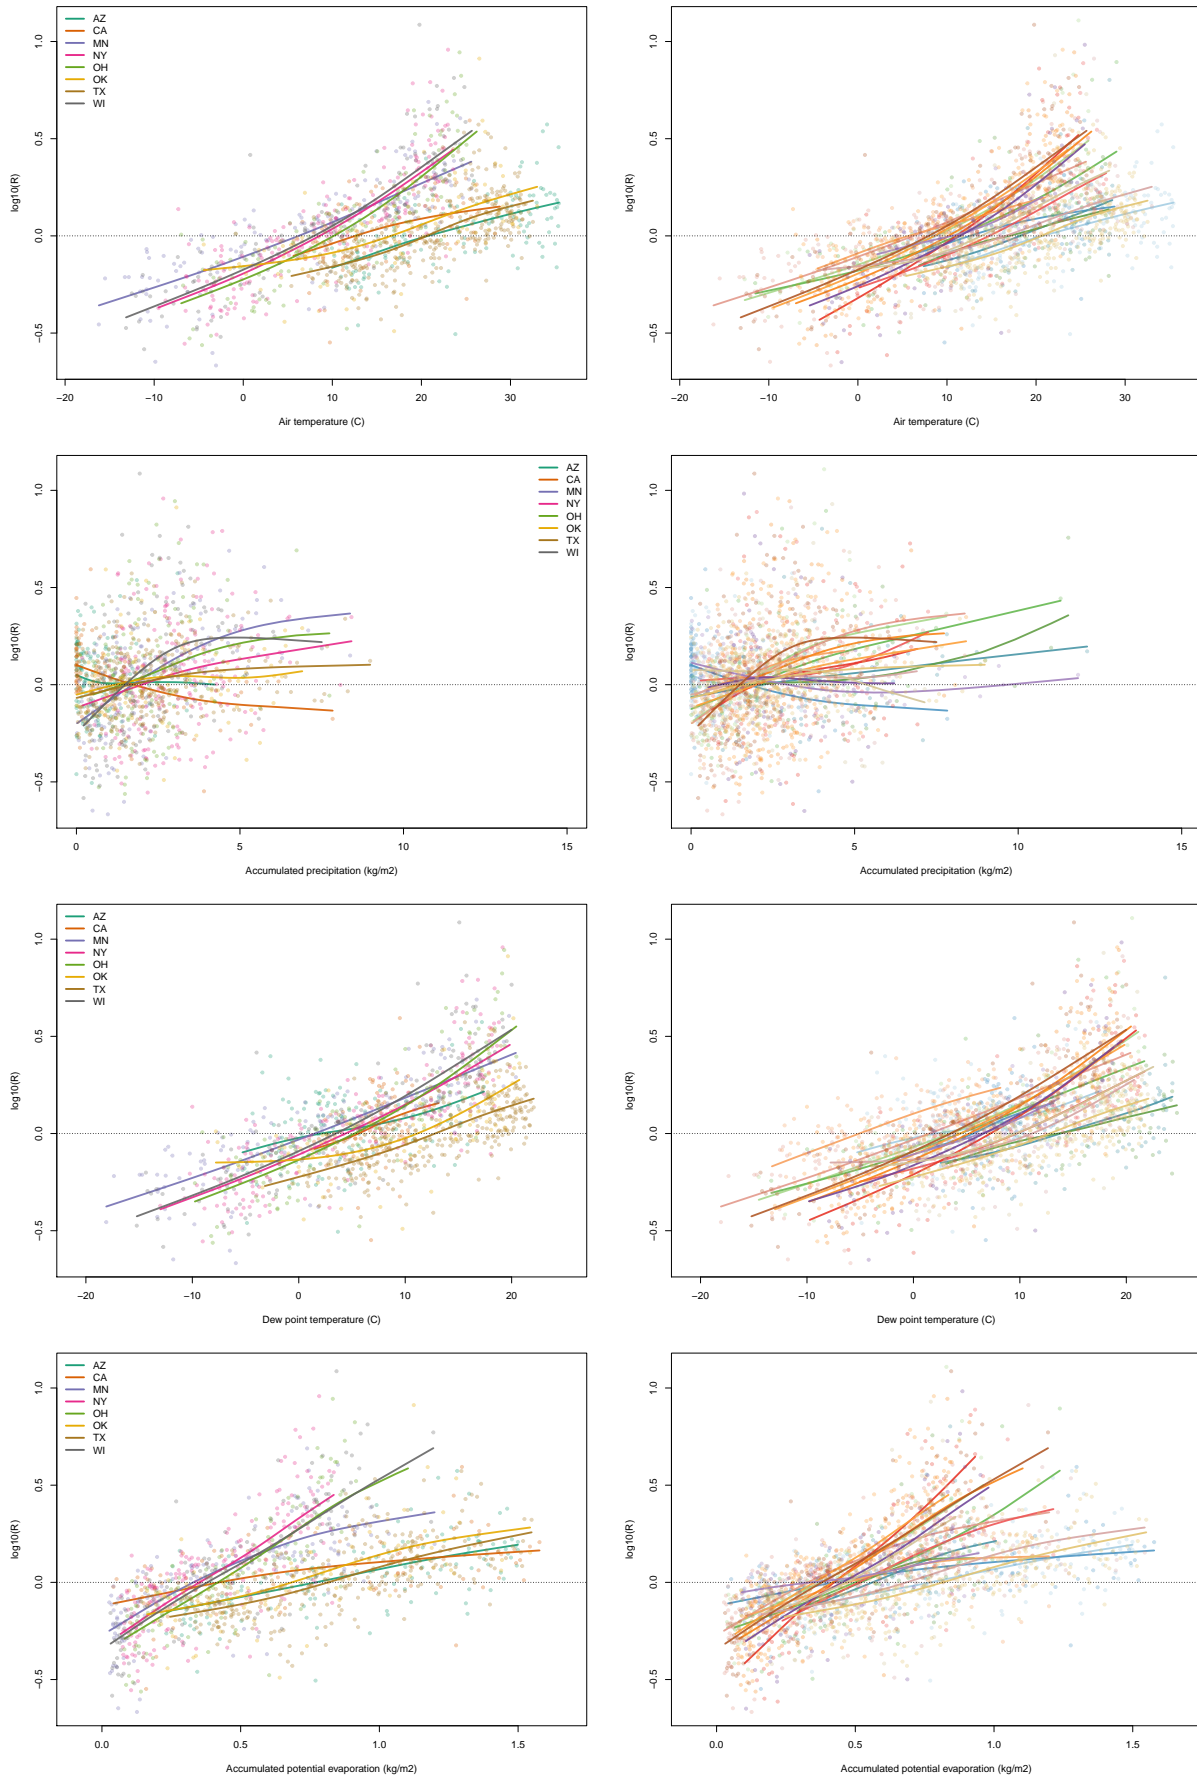 AZ
CA
MN
NY
OH
OK
TX
WI
log10(R)
1.0
0.5
0.0
−0.5
−20 −10 0 10 20 30
Air temperature (C)
log10(R)
1.0
0.5
0.0
−0.5
−20 −10 0 10 20 30
Air temperature (C)
AZ
CA
MN
NY
OH
OK
TX
WI
log10(R)
1.0
0.5
0.0
−0.5
0 5 10 15
Accumulated precipitation (kg/m2)
log10(R)
1.0
0.5
0.0
−0.5
0 5 10 15
Accumulated precipitation (kg/m2)
AZ
CA
MN
NY
OH
OK
TX
WI
log10(R)
1.0
0.5
0.0
−0.5
−20 −10 0 10 20
Dew point temperature (C)
log10(R)
1.0
0.5
0.0
−0.5
−20 −10 0 10 20
Dew point temperature (C)
AZ
CA
MN
NY
OH
OK
TX
WI
log10(R)
1.0
0.5
0.0
−0.5
0.0 0.5 1.0 1.5
Accumulated potential evaporation (kg/m2)
log10(R)
1.0
0.5
0.0
−0.5
0.0 0.5 1.0 1.5
Accumulated potential evaporation (kg/m2)